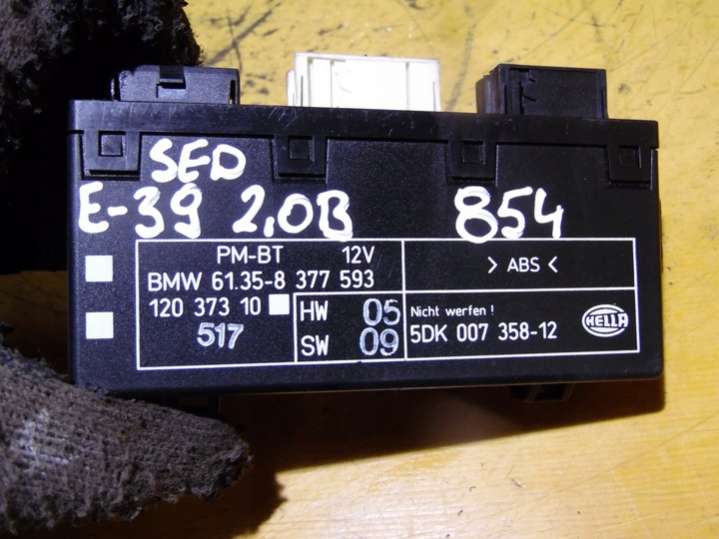 SED
E-39 2,0B 854
PM-BT 12V
BMW 61.35-8 377 593
120 373 10
517
HW 05
SW 09
> ABS <
Nicht werfen !
5DK 007 358-12
HELLA